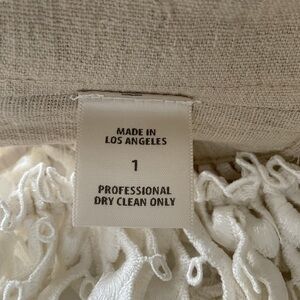 MADE IN
LOS ANGELES
1
PROFESSIONAL
DRY CLEAN ONLY